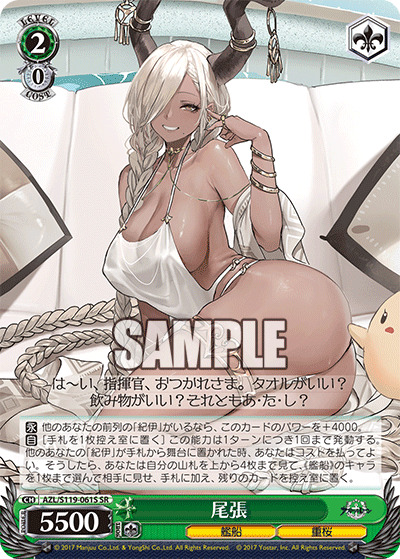 LEVEL
2
0
COST
SAMPLE
は～い、指揮官、おつかれさま。タオルがいい？
飲み物がいい？それともあ・た・し？
永 他のあなたの前列の「紀伊」がいるなら、このカードのパワーを＋4000。
自 ［手札を1枚控え室に置く］ この能力は1ターンにつき1回まで発動する。
他のあなたの「紀伊」が手札から舞台に置かれた時、あなたはコストを払ってよ
い。そうしたら、あなたは自分の山札を上から4枚まで見て、《艦船》のキャラ
を1枚まで選んで相手に見せ、手札に加え、残りのカードを控え室に置く。
CH AZL/S119-061S SR
5500
尾張
艦船 重桜
© 2017 Manjuu Co.,Ltd. & YongShi Co.,Ltd. All Rights Reserved. © 2017 Yostar, Inc. All Rights Reserved.